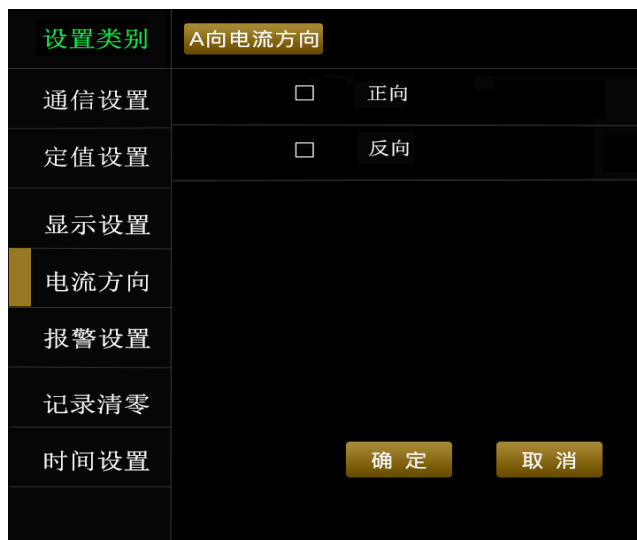 设置类别
A向电流方向
通信设置
正向
定值设置
反向
显示设置
电流方向
报警设置
记录清零
时间设置
确 定
取 消